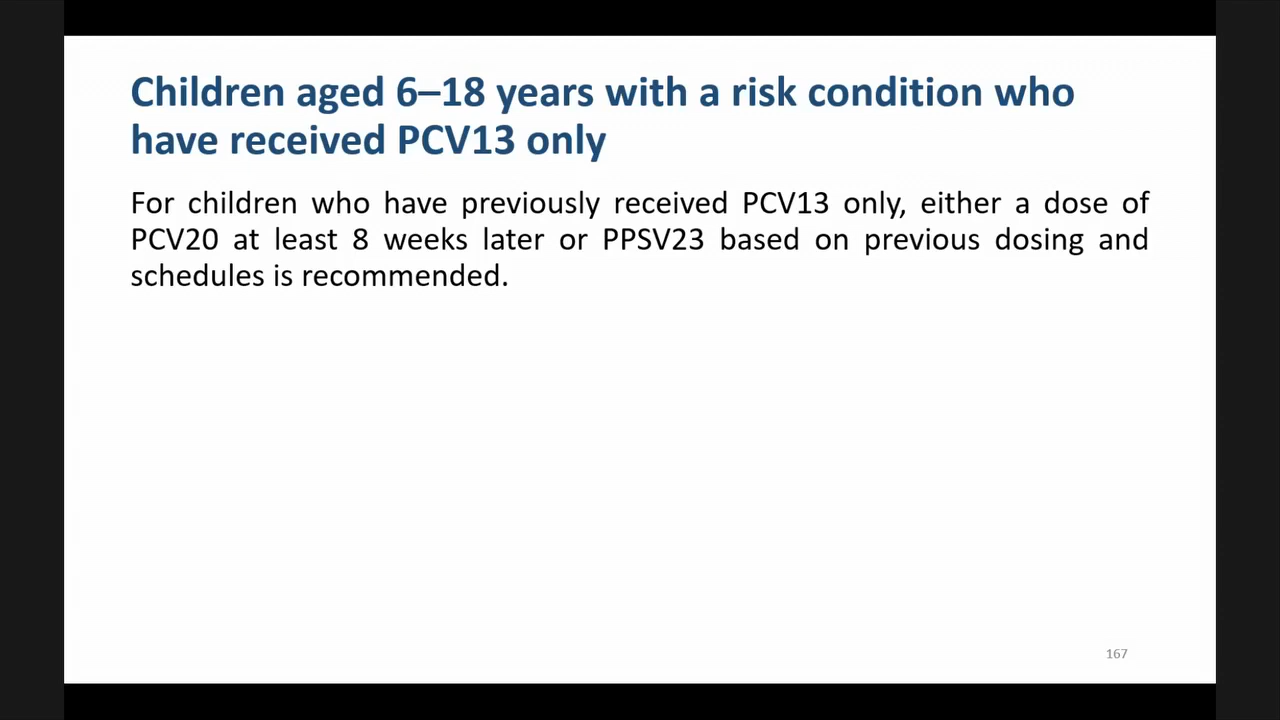 Children aged 6–18 years with a risk condition who
have received PCV13 only
For children who have previously received PCV13 only, either a dose of
PCV20 at least 8 weeks later or PPSV23 based on previous dosing and
schedules is recommended.
167